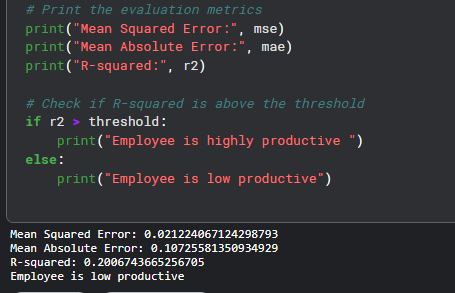 # Print the evaluation metrics
print("Mean Squared Error:", mse)
print("Mean Absolute Error:", mae)
print("R-squared:", r2)
# Check if R-squared is above the threshold
if r2 > threshold:
print("Employee is highly productive ")
else:
print("Employee is low productive")
Mean Squared Error: 0.021224067124298793
Mean Absolute Error: 0.10725581350934929
R-squared: 0.2006743665256705
Employee is low productive